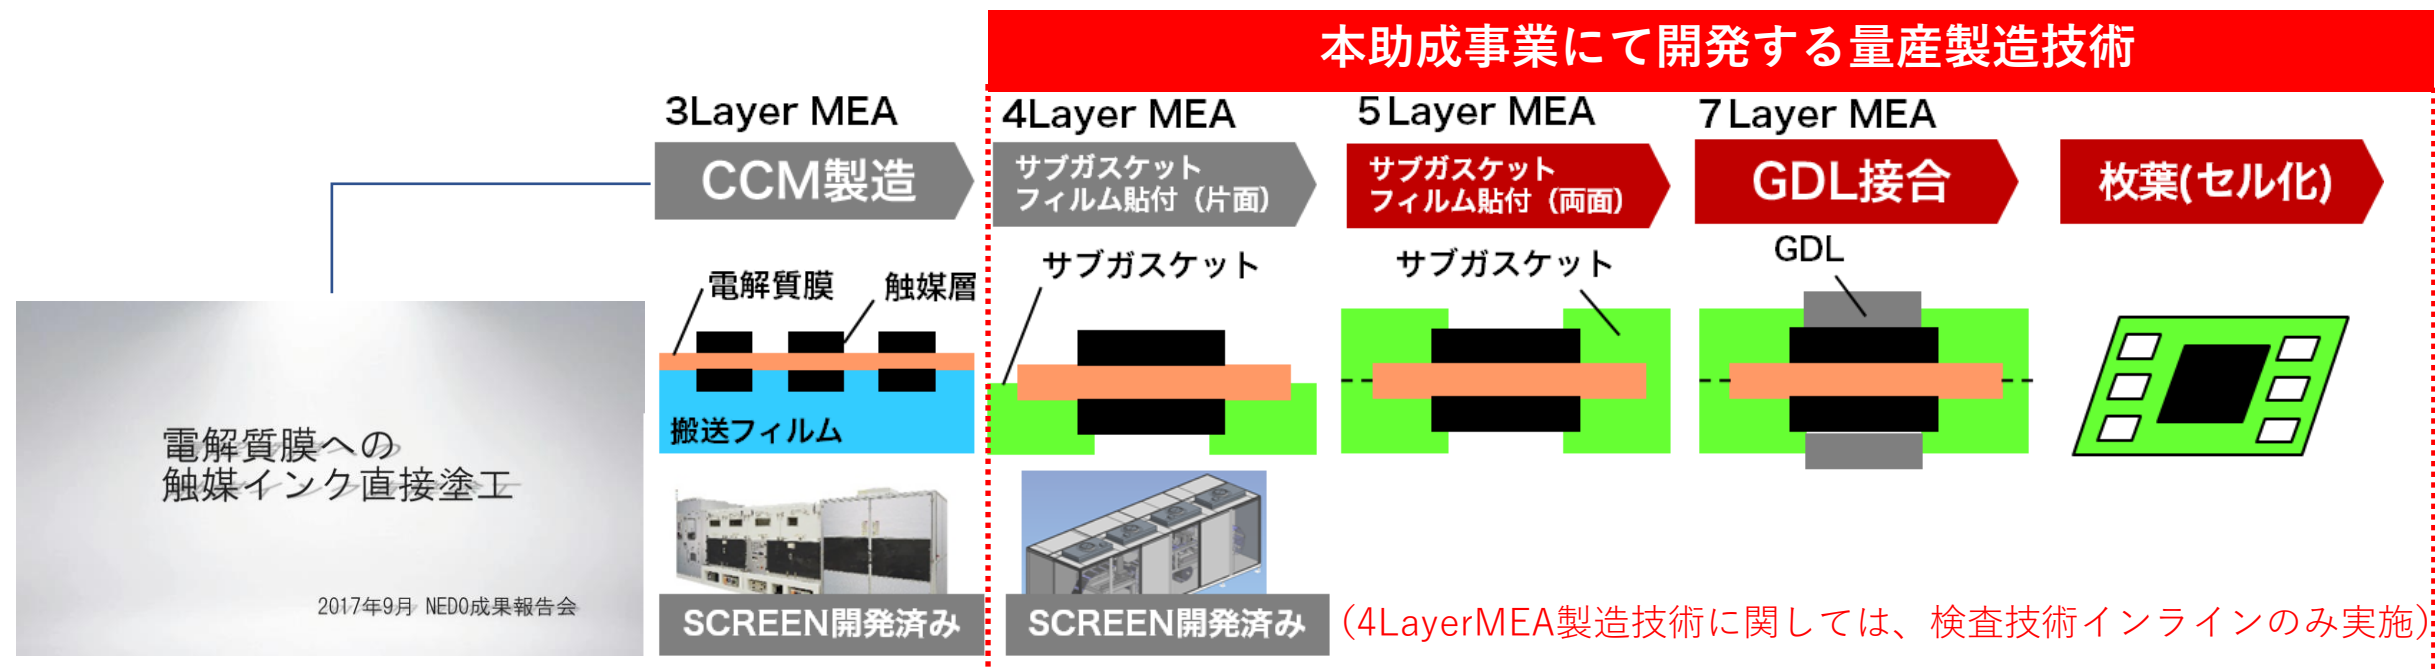 本助成事業にて開発する量産製造技術
3Layer MEA
4Layer MEA
5Layer MEA
7Layer MEA
CCM製造
サブガスケット
フィルム貼付（片面）
サブガスケット
フィルム貼付（両面）
GDL接合
枚葉(セル化)
電解質膜
触媒層
搬送フィルム
サブガスケット
サブガスケット
GDL
電解質膜への
触媒インク直接塗工
2017年9月 NEDO成果報告会
SCREEN開発済み
SCREEN開発済み
（4LayerMEA製造技術に関しては、検査技術インラインのみ実施）